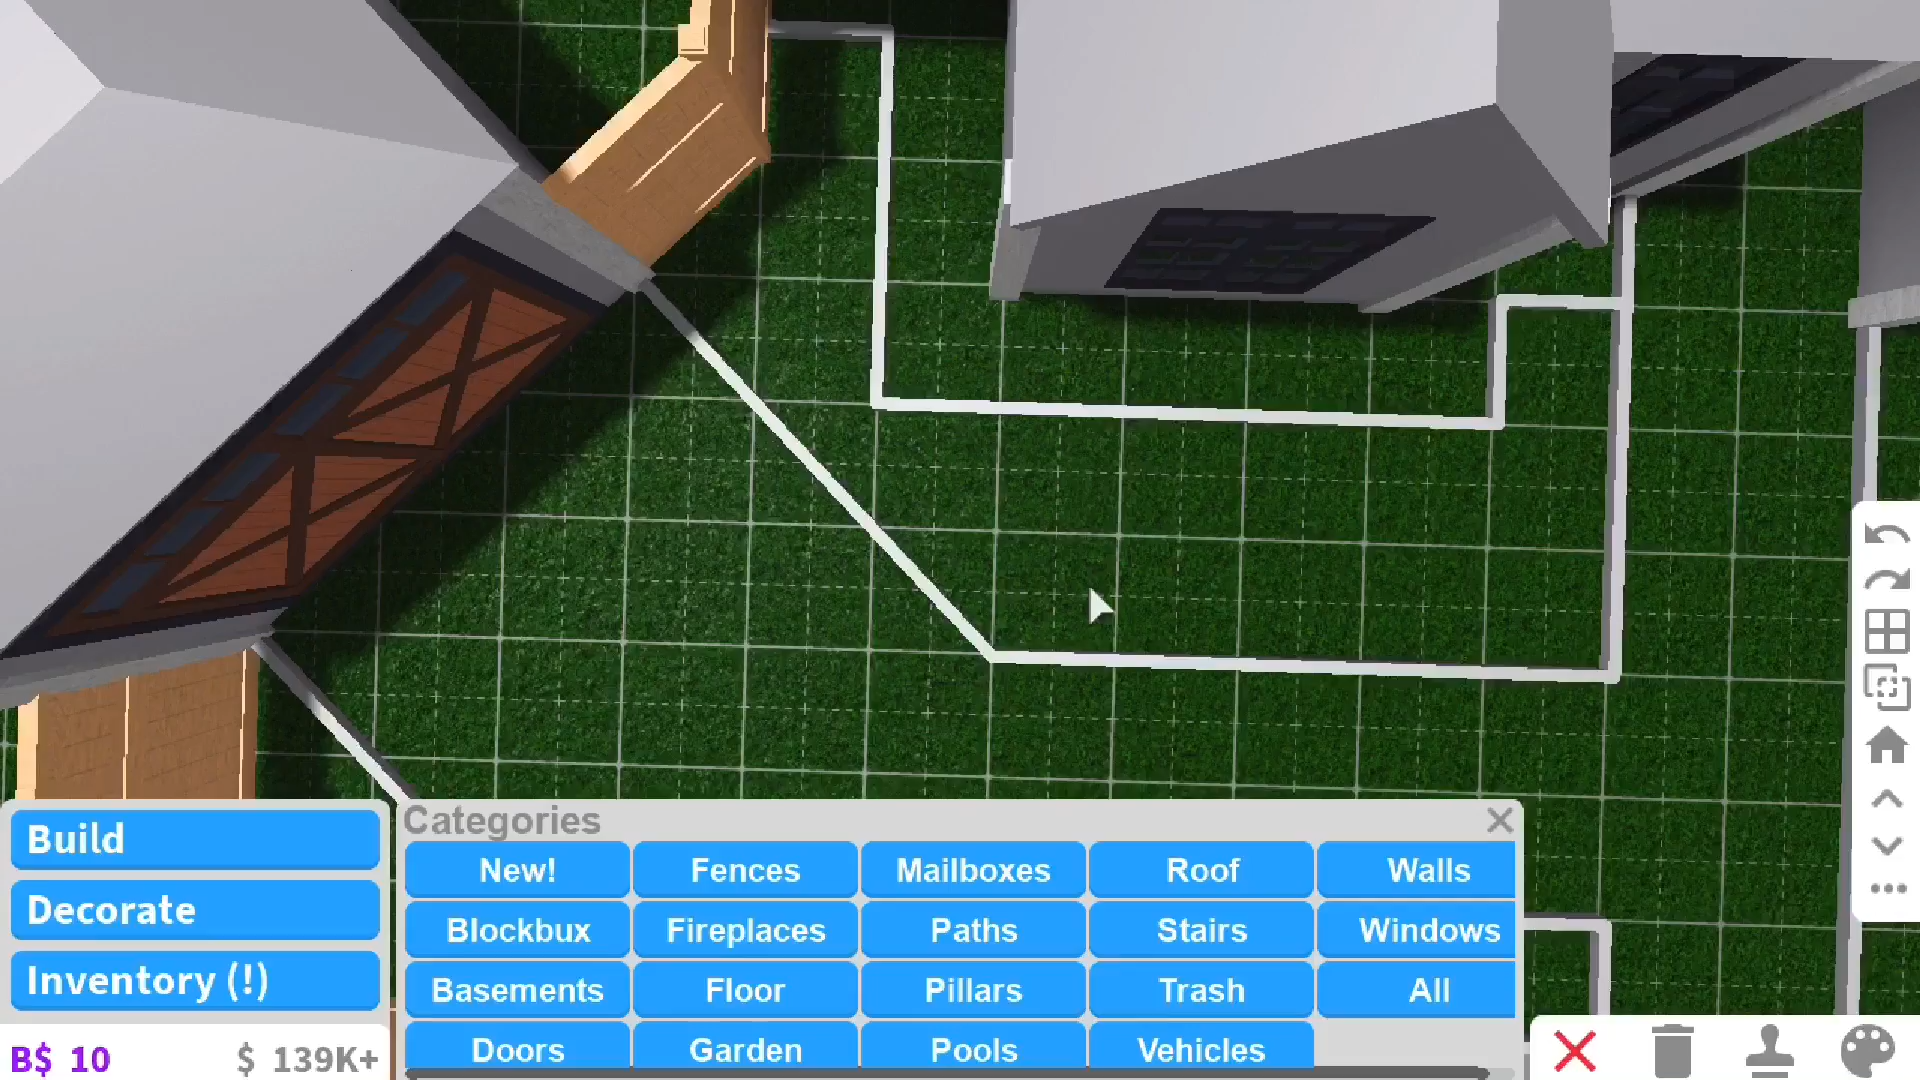 Build
Decorate
Inventory (!)
B$ 10
$ 139K+
Categories
New! Fences Mailboxes Roof Walls
Blockbux Fireplaces Paths Stairs Windows
Basements Floor Pillars Trash All
Doors Garden Pools Vehicles